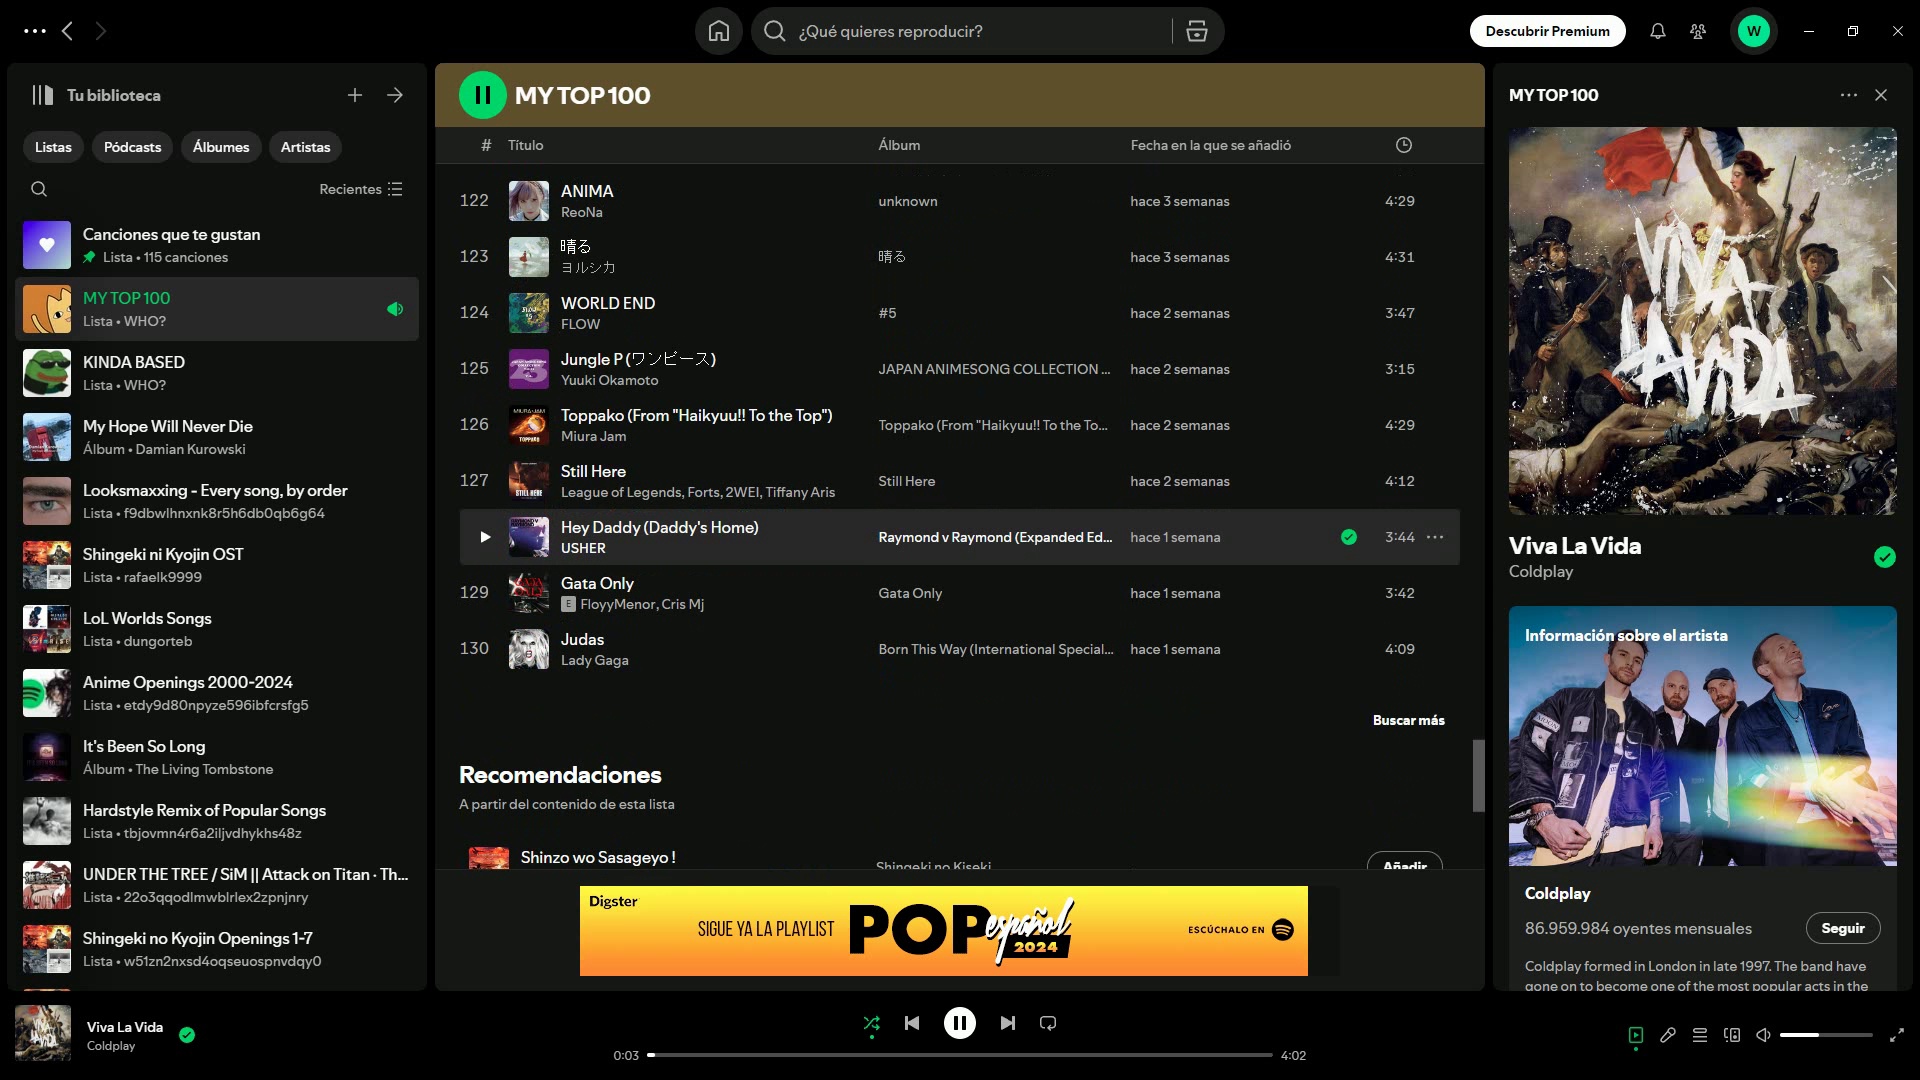 ¿Qué quieres reproducir?
Descubrir Premium
W
Tu biblioteca
Listas
Pódcasts
Álbumes
Artistas
Recientes
Canciones que te gustan
Lista • 115 canciones
MY TOP 100
Lista • WHO?
KINDA BASED
Lista • WHO?
My Hope Will Never Die
Álbum • Damian Kurowski
Looksmaxxing - Every song, by order
Lista • f9dbwlhnxnk8r5h6db0qb6g64
Shingeki ni Kyojin OST
Lista • rafaelk9999
LoL Worlds Songs
Lista • dungorteb
Anime Openings 2000-2024
Lista • etdy9d80npyze596ibfcrsfg5
It's Been So Long
Álbum • The Living Tombstone
Hardstyle Remix of Popular Songs
Lista • tbjovmn4r6a2iljvdhykhs48z
UNDER THE TREE / SiM || Attack on Titan · Th...
Lista • 22o3qqodlmwblrlex2zpnjnry
Shingeki no Kyojin Openings 1-7
Lista • w51zn2nxsd4oqseuospnvdqy0
MY TOP 100
# Título Álbum Fecha en la que se añadió
122 ANIMA unknown hace 3 semanas 4:29
ReoNa
123 晴る 晴る hace 3 semanas 4:31
ヨルシカ
124 WORLD END #5 hace 2 semanas 3:47
FLOW
125 Jungle P (ワンピース) JAPAN ANIMESONG COLLECTION ... hace 2 semanas 3:15
Yuuki Okamoto
126 Toppako (From "Haikyuu!! To the Top") Toppako (From "Haikyuu!! To the To... hace 2 semanas 4:29
Miura Jam
127 Still Here Still Here hace 2 semanas 4:12
League of Legends, Forts, 2WEI, Tiffany Aris
Hey Daddy (Daddy's Home) Raymond v Raymond (Expanded Ed... hace 1 semana 3:44
USHER
129 Gata Only Gata Only hace 1 semana 3:42
E FloyyMenor, Cris Mj
130 Judas Born This Way (International Special... hace 1 semana 4:09
Lady Gaga
Buscar más
Recomendaciones
A partir del contenido de esta lista
Shinzo wo Sasageyo !
Shingeki no Kiseki
Añadir
Digster
SIGUE YA LA PLAYLIST
POP español
2024
ESCÚCHALO EN
MY TOP 100
VIVA
LA VIDA
Viva La Vida
Coldplay
Información sobre el artista
Coldplay
86.959.984 oyentes mensuales
Seguir
Coldplay formed in London in late 1997. The band have
gone on to become one of the most popular acts in the
Viva La Vida
Coldplay
0:03
4:02